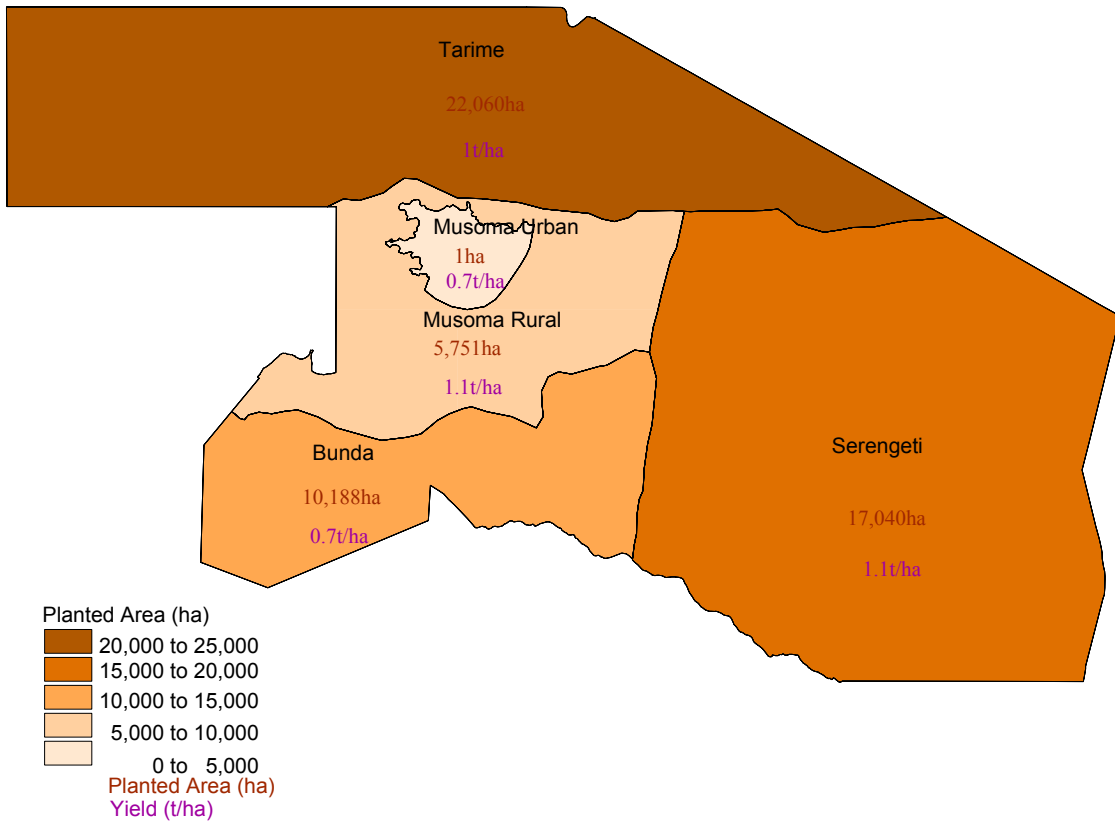 Tarime
22,060ha
1t/ha
Musoma Urban
1ha
0.7t/ha
Musoma Rural
5,751ha
1.1t/ha
Bunda
10,188ha
0.7t/ha
Serengeti
17,040ha
1.1t/ha
Planted Area (ha)
20,000 to 25,000
15,000 to 20,000
10,000 to 15,000
5,000 to 10,000
0 to 5,000
Planted Area (ha)
Yield (t/ha)